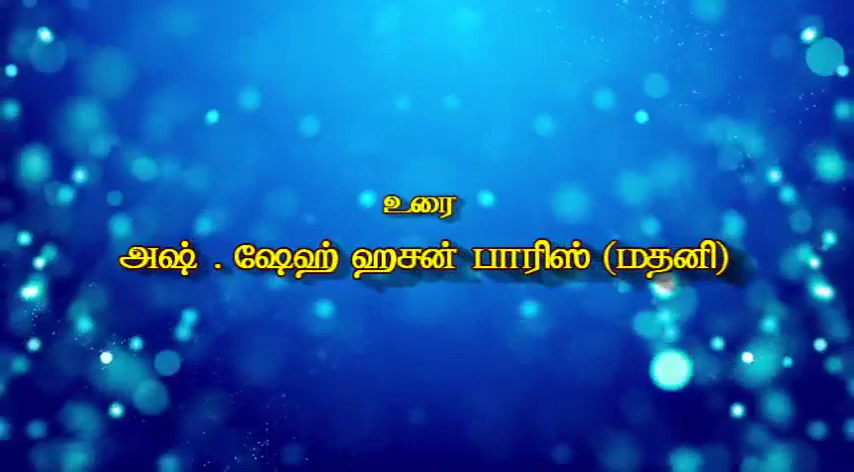 உரை
அஷ் . ஷேஹ் ஹசன் பாரிஸ் (மதனி)